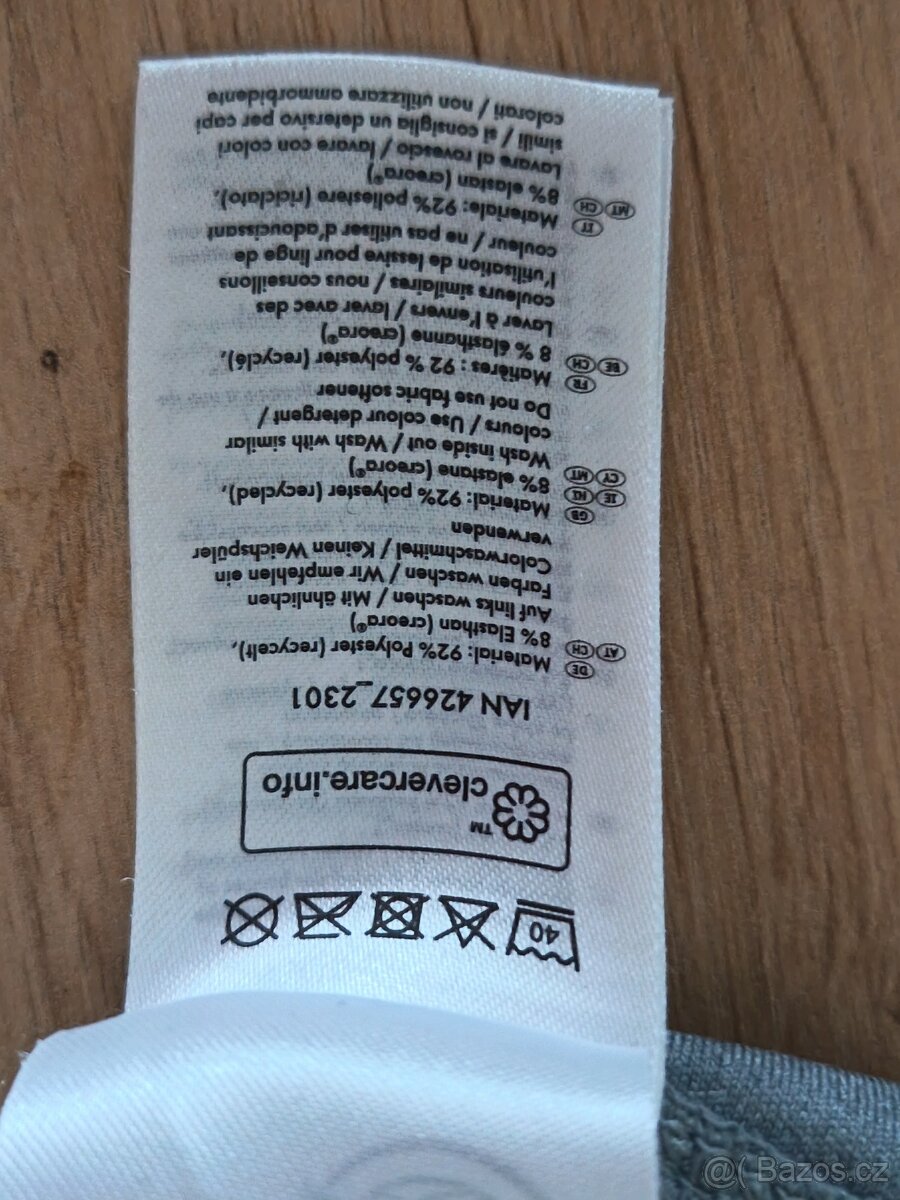 40
clevercare.info
TM
IAN 426657_2301
DE
AT CH
Material: 92% Polyester (recycelt),
8% Elasthan (creora®)
Auf links waschen / Mit ähnlichen
Farben waschen / Wir empfehlen ein
Colorwaschmittel / Keinen Weichspüler
verwenden
GB
IE NI
CY MT
Material: 92% polyester (recycled),
8% elastane (creora®)
Wash inside out / Wash with similar
colours / Use colour detergent /
Do not use fabric softener
FR
BE CH
Matières : 92 % polyester (recyclé),
8 % élasthanne (creora®)
Laver à l'envers / laver avec des
couleurs similaires / nous conseillons
l'utilisation de lessive pour linge de
couleur / ne pas utiliser d'adoucissant
IT
MT CH
Materiale: 92% poliestere (riciclato),
8% elastan (creora®)
Lavare al rovescio / lavare con colori
simili / si consiglia un detersivo per capi
colorati / non utilizzare ammorbidente
@( Bazos.cz